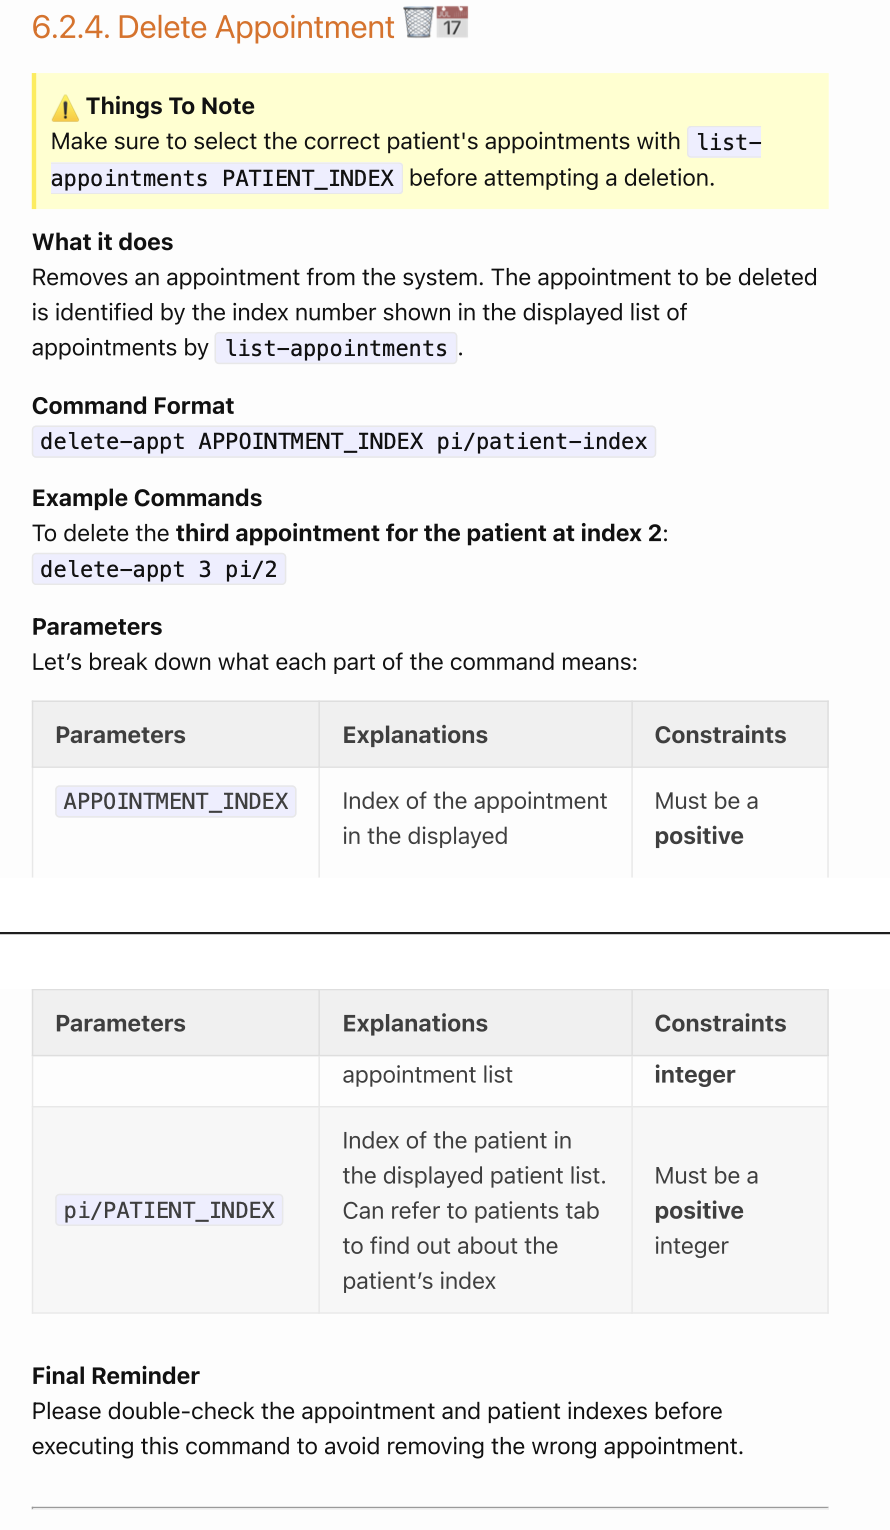 6.2.4. Delete Appointment 🗑️📅
⚠️ Things To Note
Make sure to select the correct patient's appointments with list-
appointments PATIENT_INDEX before attempting a deletion.
What it does
Removes an appointment from the system. The appointment to be deleted
is identified by the index number shown in the displayed list of
appointments by list-appointments.
Command Format
delete-appt APPOINTMENT_INDEX pi/patient-index
Example Commands
To delete the third appointment for the patient at index 2:
delete-appt 3 pi/2
Parameters
Let’s break down what each part of the command means:
Parameters Explanations Constraints
APPOINTMENT_INDEX Index of the appointment Must be a
in the displayed positive
Parameters Explanations Constraints
appointment list integer
Index of the patient in
the displayed patient list. Must be a
pi/PATIENT_INDEX Can refer to patients tab positive
to find out about the integer
patient’s index
Final Reminder
Please double-check the appointment and patient indexes before
executing this command to avoid removing the wrong appointment.